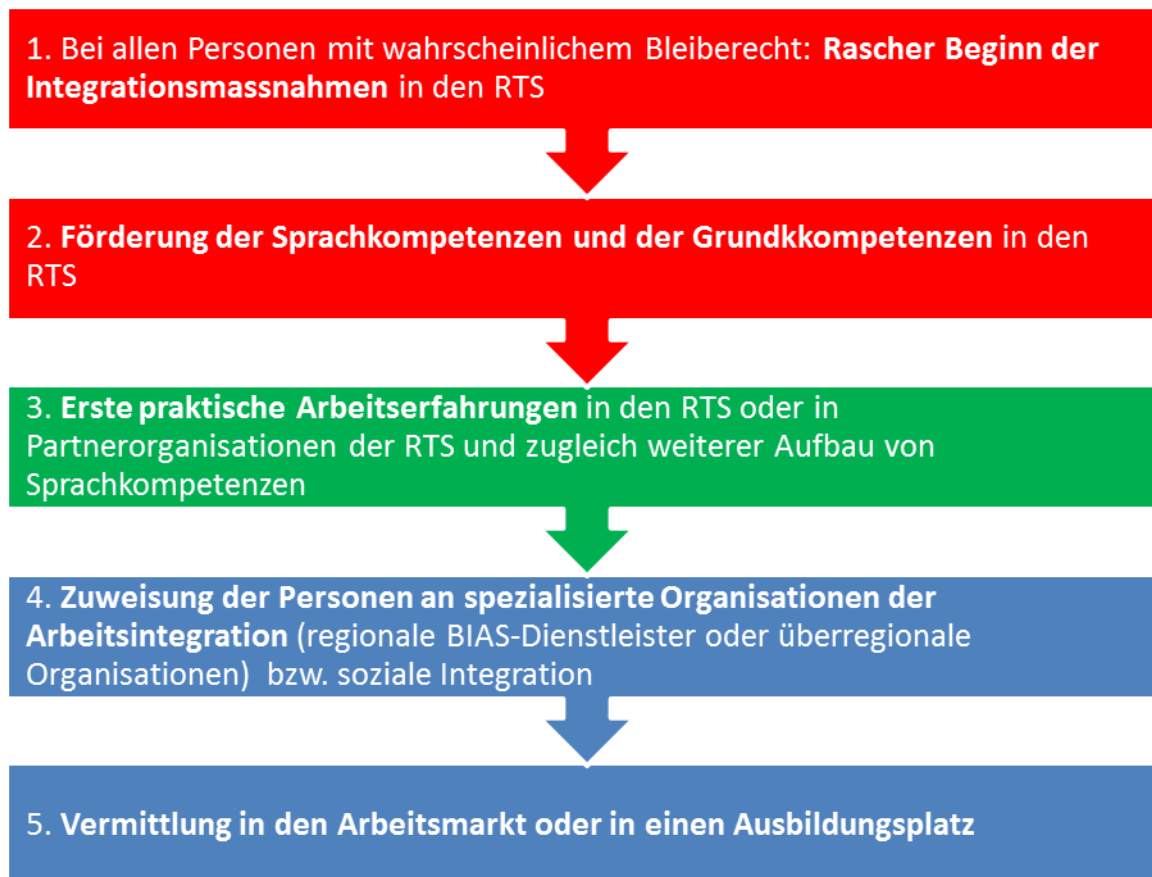 1. Bei allen Personen mit wahrscheinlichem Bleiberecht: Rascher Beginn der
Integrationsmassnahmen in den RTS
2. Förderung der Sprachkompetenzen und der Grundkkompetenzen in den
RTS
3. Erste praktische Arbeitserfahrungen in den RTS oder in
Partnerorganisationen der RTS und zugleich weiterer Aufbau von
Sprachkompetenzen
4. Zuweisung der Personen an spezialisierte Organisationen der
Arbeitsintegration (regionale BIAS-Dienstleister oder überregionale
Organisationen) bzw. soziale Integration
5. Vermittlung in den Arbeitsmarkt oder in einen Ausbildungsplatz